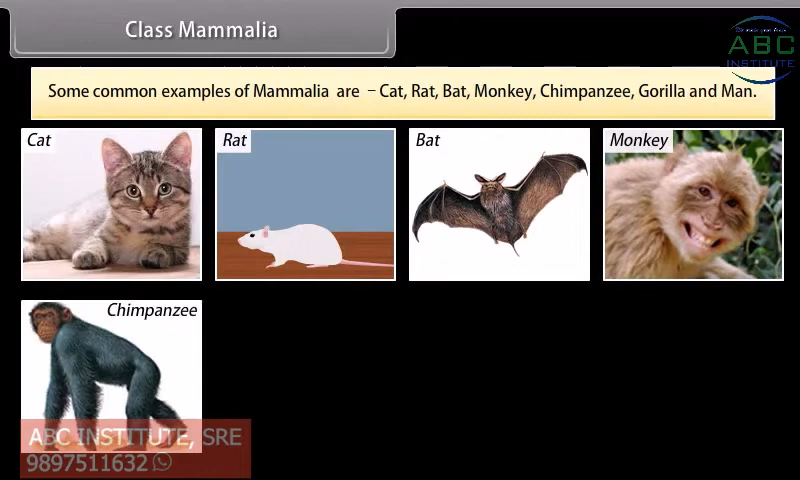 Class Mammalia
ABC
INSTITUTE
Some common examples of Mammalia are – Cat, Rat, Bat, Monkey, Chimpanzee, Gorilla and Man.
Cat
Rat
Bat
Monkey
Chimpanzee
ABC INSTITUTE, SRE
9897511632